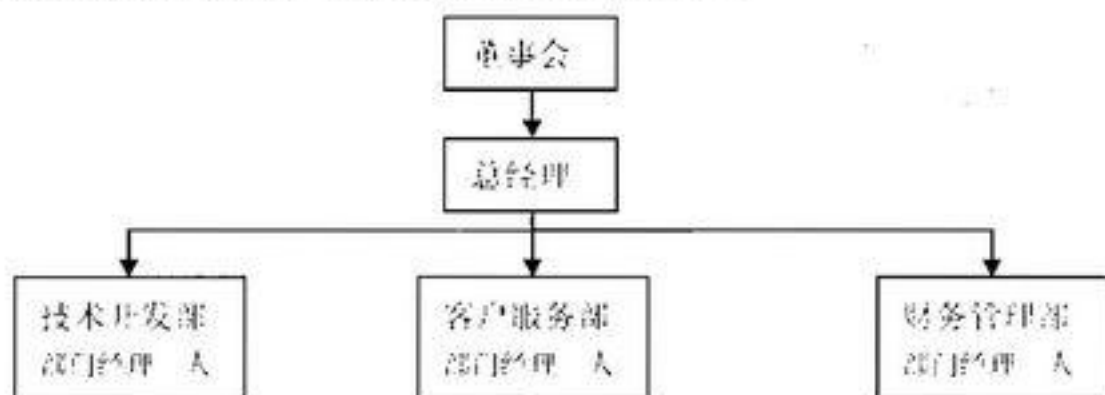 董事会
总经理
技术开发部
客户服务部
财务管理部
部门经理 人
部门经理 人
部门经理 人